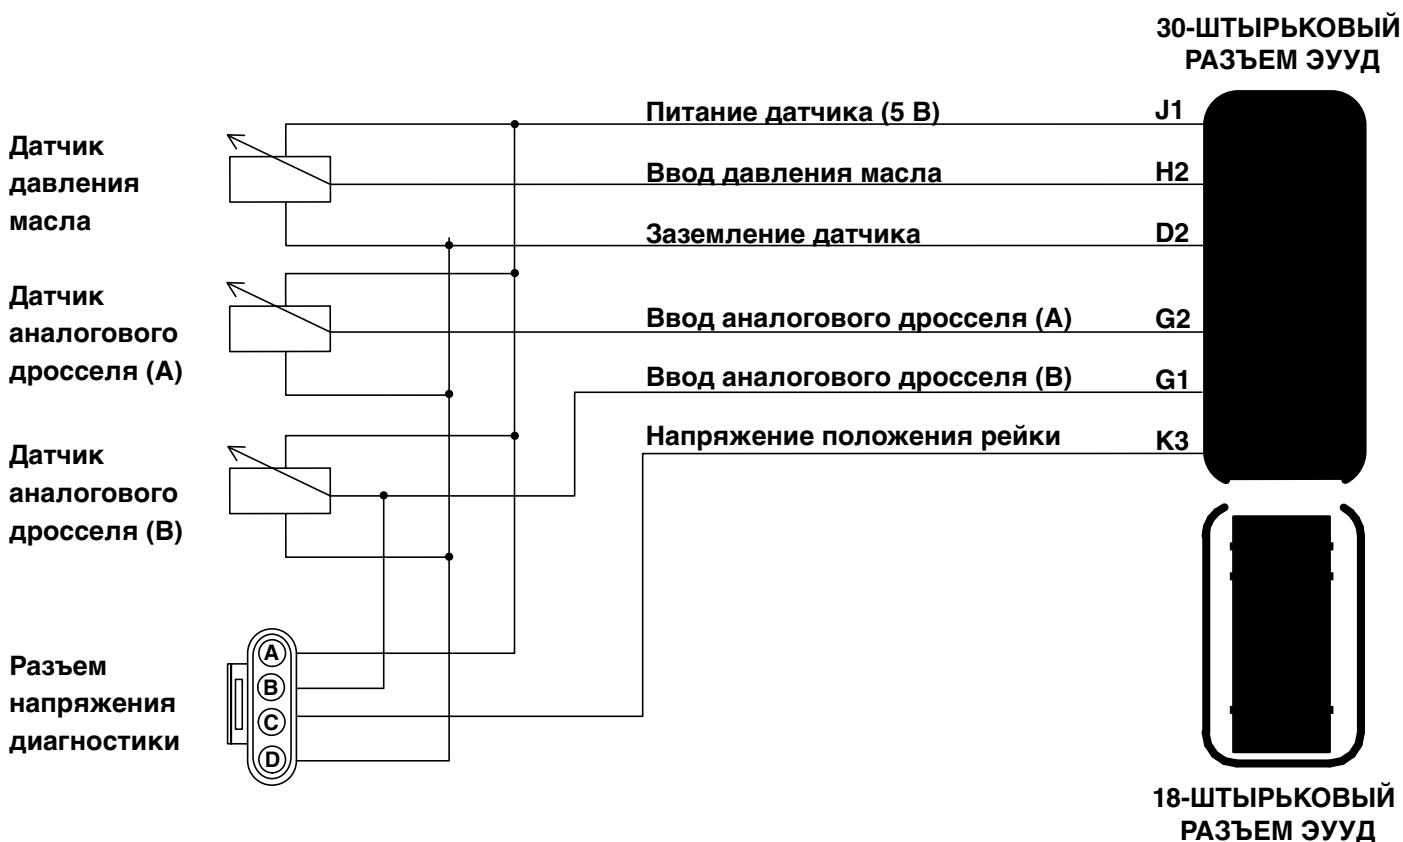 30-ШТЫРЬКОВЫЙ
РАЗЪЕМ ЭУУД
Питание датчика (5 В)
J1
Датчик
давления
масла
Ввод давления масла
H2
Заземление датчика
D2
Датчик
аналогового
дросселя (А)
Ввод аналогового дросселя (А)
G2
Ввод аналогового дросселя (В)
G1
Напряжение положения рейки
K3
Датчик
аналогового
дросселя (В)
Разъем
напряжения
диагностики
A
B
C
D
18-ШТЫРЬКОВЫЙ
РАЗЪЕМ ЭУУД